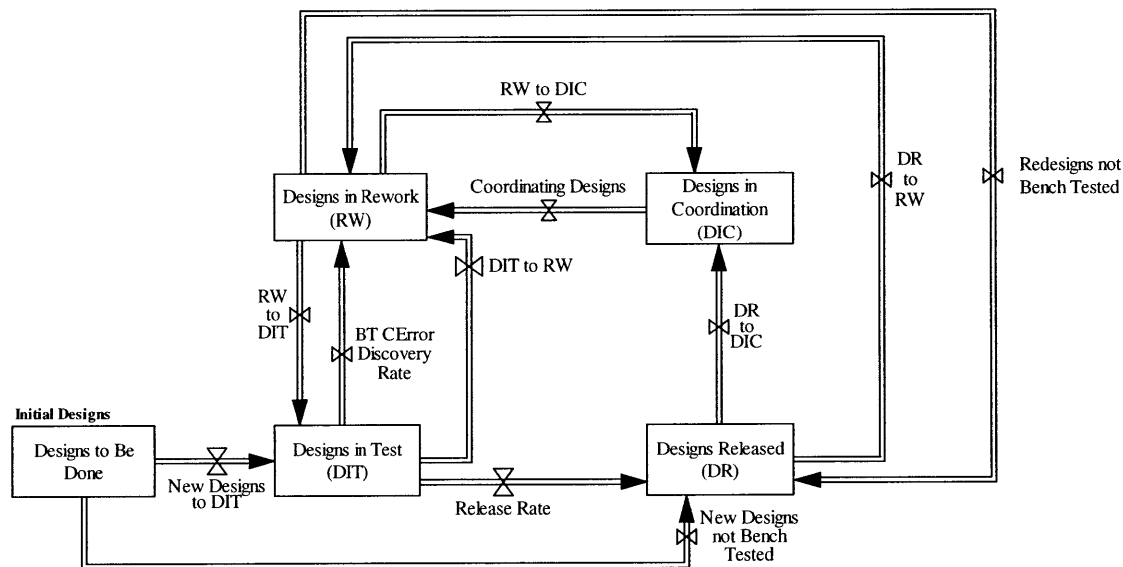 RW to DIC
DR
to
RW
Redesigns not
Bench Tested
Designs in Rework
(RW)
Coordinating Designs
Designs in
Coordination
(DIC)
DIT to RW
RW
to
DIT
BT CError
Discovery
Rate
DR
to
DIC
Initial Designs
Designs to Be
Done
New Designs
to DIT
Designs in Test
(DIT)
Release Rate
Designs Released
(DR)
New Designs
not Bench
Tested